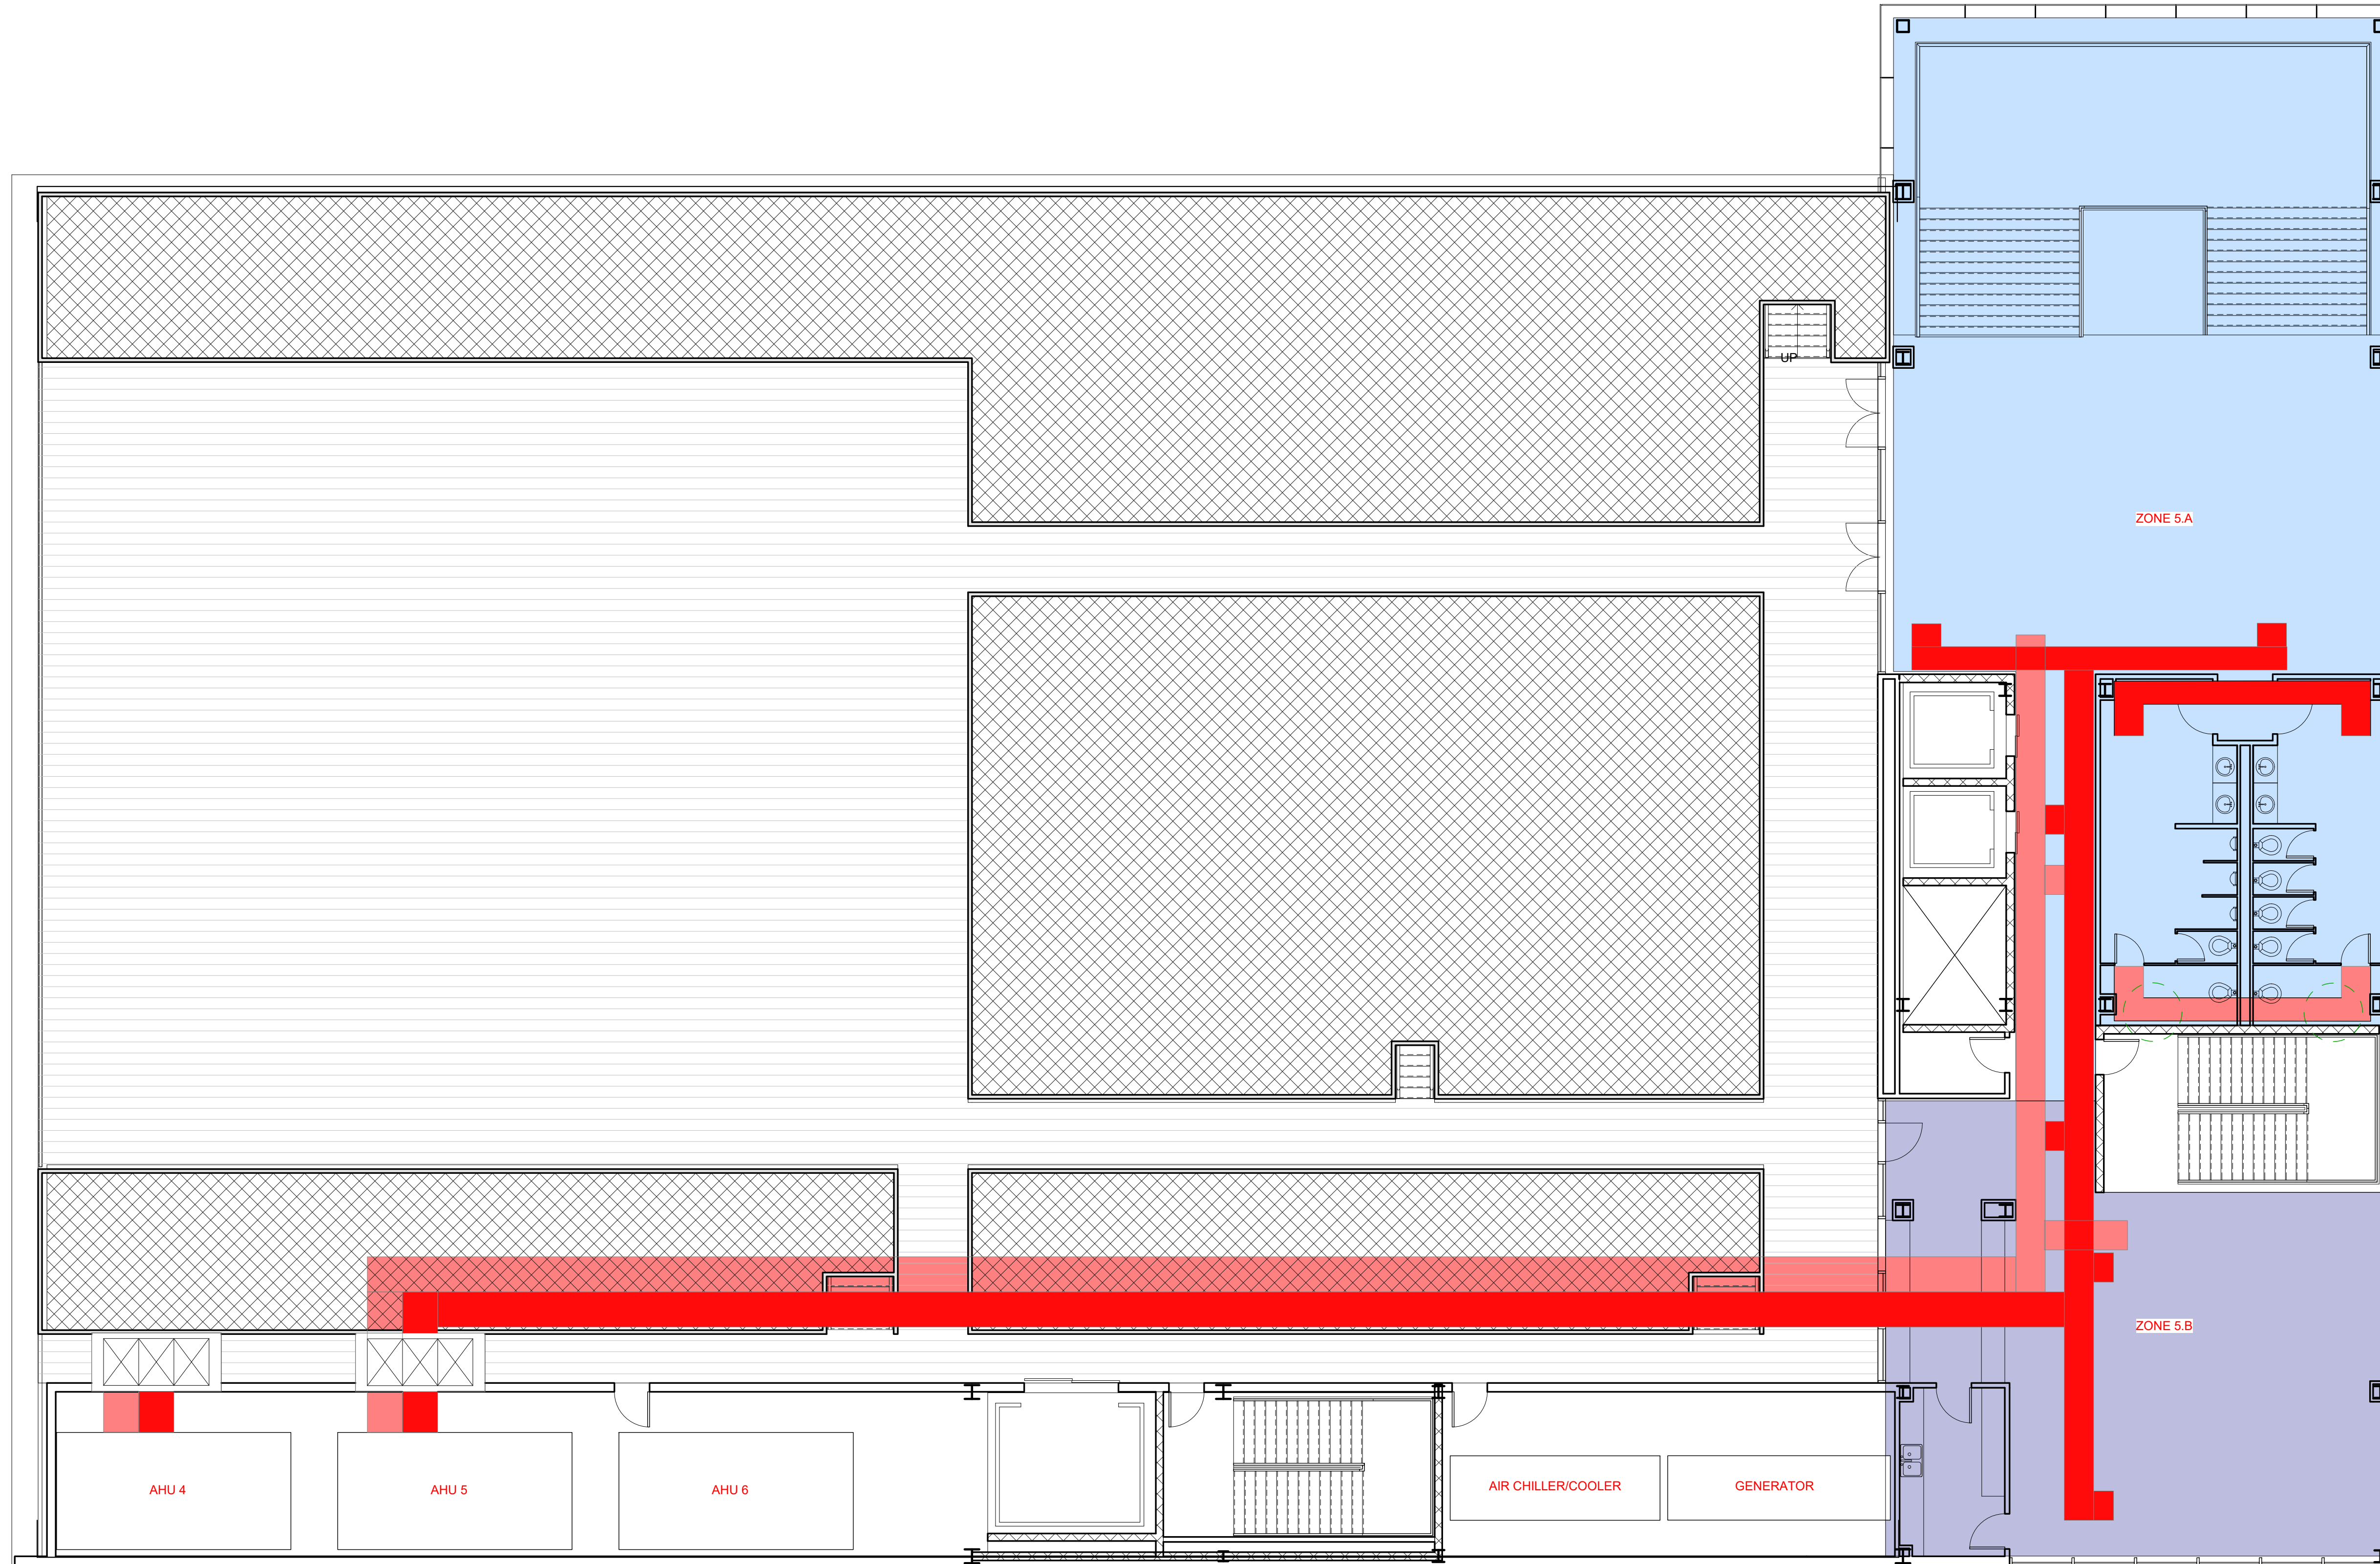 UP
ZONE 5.A
ZONE 5.B
AHU 4
AHU 5
AHU 6
AIR CHILLER/COOLER
GENERATOR